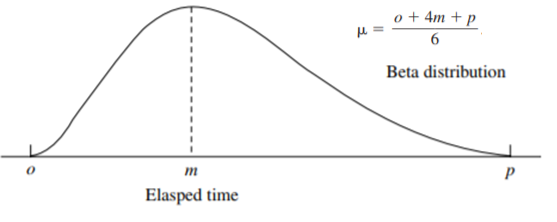 μ = o + 4m + p / 6
Beta distribution
o m p
Elasped time